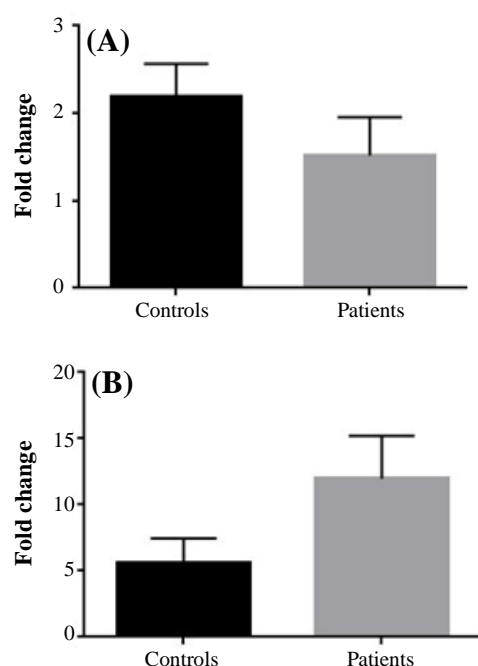 (A)
Fold change
3
2
1
0
Controls Patients
(B)
Fold change
20
15
10
5
0
Controls Patients